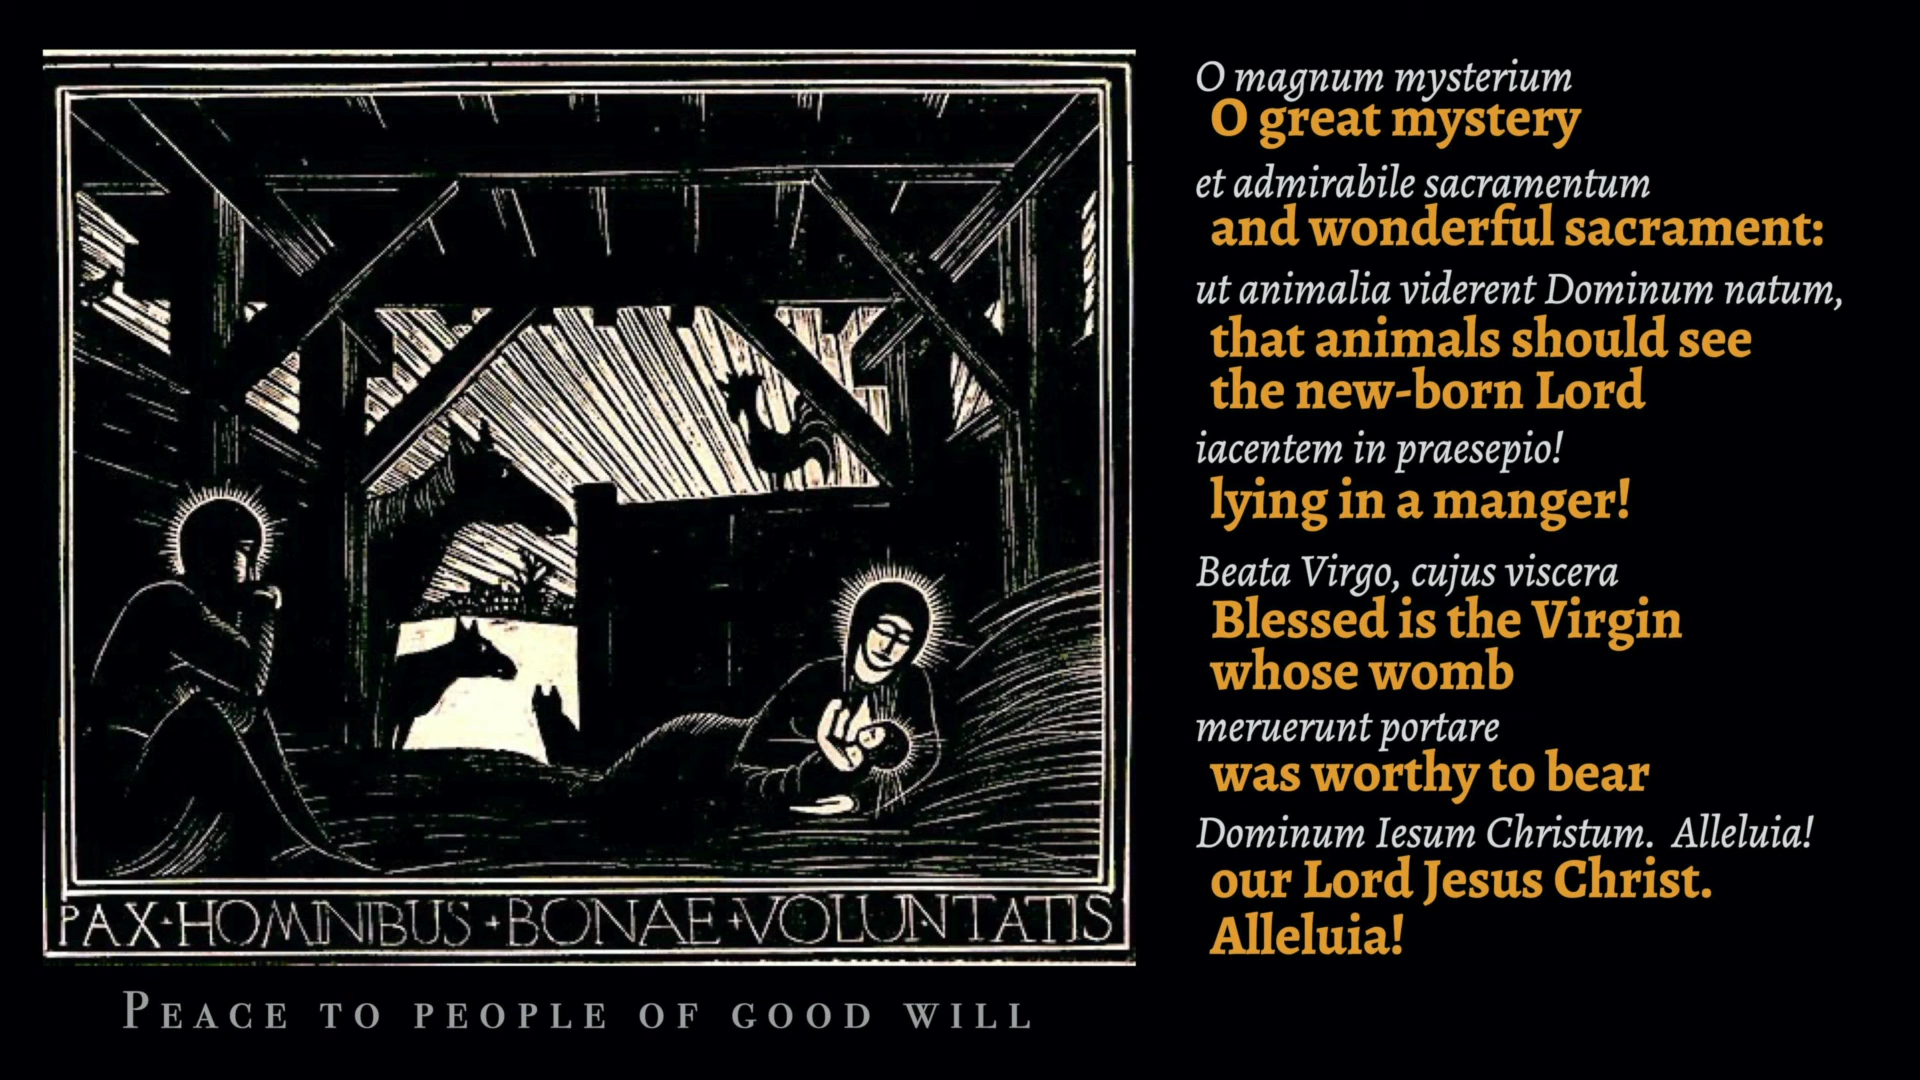 O magnum mysterium
O great mystery
et admirabile sacramentum
and wonderful sacrament:
ut animalia viderent Dominum natum,
that animals should see
the new-born Lord
iacentem in praesepio!
lying in a manger!
Beata Virgo, cujus viscera
Blessed is the Virgin
whose womb
meruerunt portare
was worthy to bear
Dominum Iesum Christum. Alleluia!
our Lord Jesus Christ.
Alleluia!
PAX·HOMINIBUS·BONAE·VOLUNTATIS
Peace to people of good will